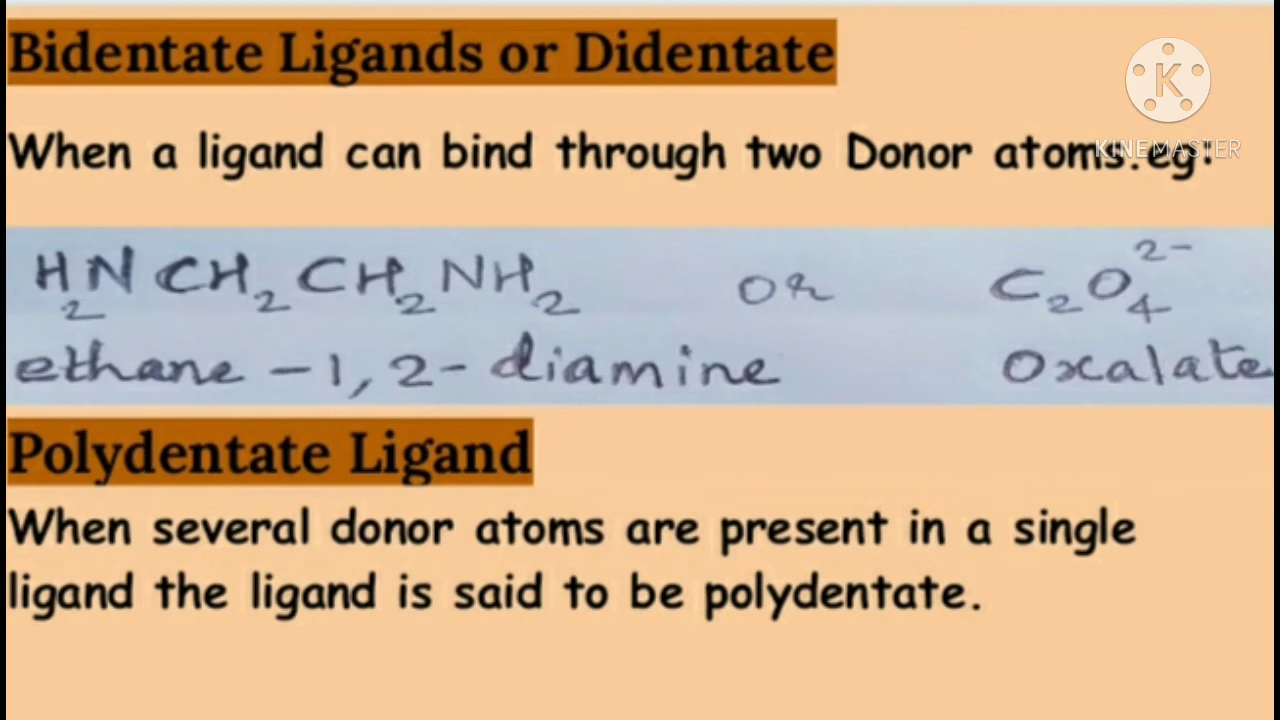 Bidentate Ligands or Didentate
K
KINEMASTER
When a ligand can bind through two Donor atoms.eg:
H₂NCH₂CH₂NH₂ or C₂O₄²⁻
ethane-1,2-diamine Oxalate
Polydentate Ligand
When several donor atoms are present in a single
ligand the ligand is said to be polydentate.